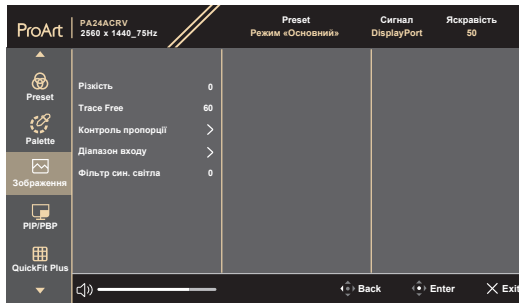 ProArt
PA24ACRV
2560 x 1440_75Hz
Preset
Режим «Основний»
Сигнал
DisplayPort
Яскравість
50
Preset
Palette
Зображення
PIP/PBP
QuickFit Plus
Різкість 0
Trace Free 60
Контроль пропорції
Діапазон входу
Фільтр син. світла 0
Back
Enter
Exit